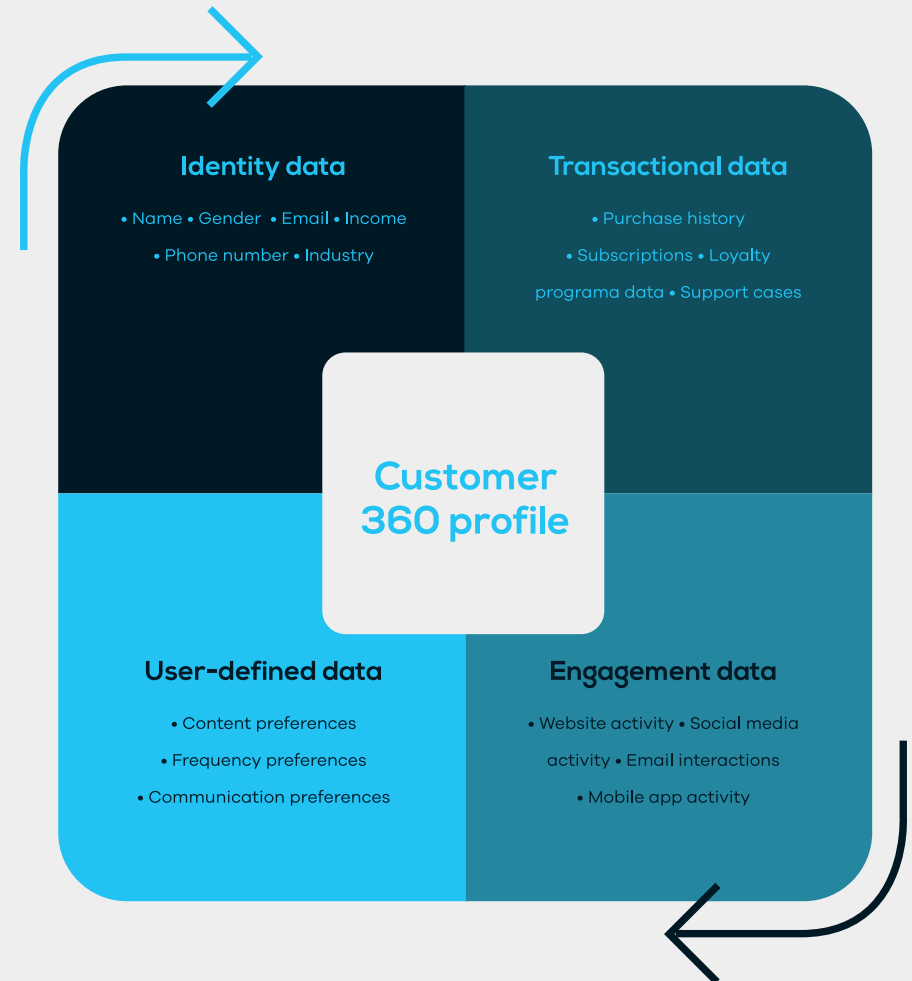 Identity data
• Name • Gender • Email • Income
• Phone number • Industry
Transactional data
• Purchase history
• Subscriptions • Loyalty
programa data • Support cases
Customer
360 profile
User-defined data
• Content preferences
• Frequency preferences
• Communication preferences
Engagement data
• Website activity • Social media
activity • Email interactions
• Mobile app activity